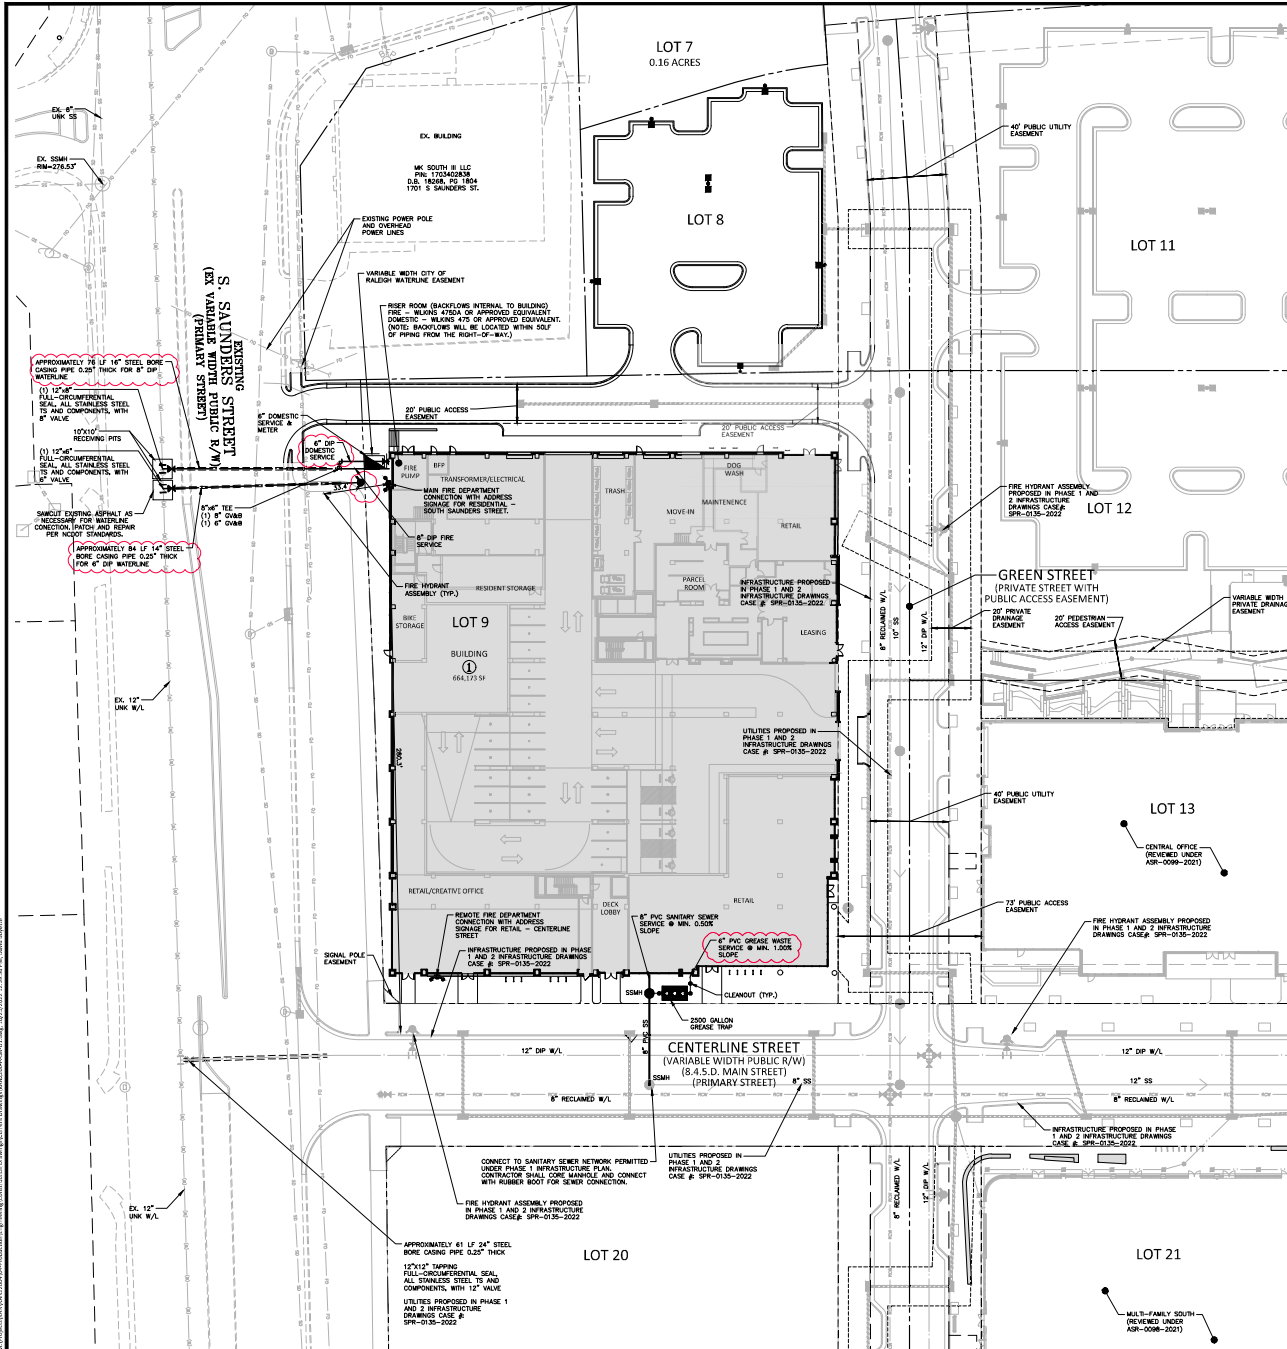 LOT 7
0.16 ACRES
EX. 8"
UNK SS
EX. SSMH
RIM=276.53'
EX. BUILDING
MK SOUTH III LLC
PIN: 1703402838
D.B. 18268, PG 1804
1701 S SAUNDERS ST.
40' PUBLIC UTILITY
EASEMENT
LOT 8
LOT 11
EXISTING POWER POLE
AND OVERHEAD
POWER LINES
VARIABLE WIDTH CITY OF
RALEIGH WATERLINE EASEMENT
RISER ROOM (BACKFLOWS INTERNAL TO BUILDING)
FIRE - WILKINS 475DA OR APPROVED EQUIVALENT
DOMESTIC - WILKINS 475 OR APPROVED EQUIVALENT.
(NOTE: BACKFLOWS WILL BE LOCATED WITHIN 50LF
OF PIPING FROM THE RIGHT-OF-WAY.)
EXISTING
S. SAUNDERS STREET
(EX VARIABLE WIDTH PUBLIC R/W)
(PRIMARY STREET)
APPROXIMATELY 76 LF 16" STEEL BORE
CASING PIPE 0.25" THICK FOR 8" DIP
WATERLINE
(1) 12"x8"
FULL-CIRCUMFERENTIAL
SEAL, ALL STAINLESS STEEL
TS AND COMPONENTS, WITH
8" VALVE
10'X10'
RECEIVING PITS
(1) 12"x6"
FULL-CIRCUMFERENTIAL
SEAL, ALL STAINLESS STEEL
TS AND COMPONENTS, WITH
6" VALVE
SAWCUT EXISTING ASPHALT AS
NECESSARY FOR WATERLINE
CONECTION. PATCH AND REPAIR
PER NCDOT STANDARDS.
APPROXIMATELY 84 LF 14" STEEL
BORE CASING PIPE 0.25" THICK
FOR 6" DIP WATERLINE
6" DOMESTIC
SERVICE &
METER
6" DIP
DOMESTIC
SERVICE
8"x6" TEE
(1) 8" GV&B
(1) 6" GV&B
33.4'
20' PUBLIC ACCESS
EASEMENT
20' PUBLIC ACCESS
EASEMENT
FIRE
PUMP
BFP
TRANSFORMER/ELECTRICAL
MAIN FIRE DEPARTMENT
CONNECTION WITH ADDRESS
SIGNAGE FOR RESIDENTIAL -
SOUTH SAUNDERS STREET.
8" DIP FIRE
SERVICE
FIRE HYDRANT
ASSEMBLY (TYP.)
TRASH
DOG
WASH
MAINTENENCE
MOVE-IN
RETAIL
PARCEL
ROOM
RESIDENT STORAGE
BIKE
STORAGE
LOT 9
BUILDING
1
664,173 SF
LEASING
INFRASTRUCTURE PROPOSED
IN PHASE 1 AND 2
INFRASTRUCTURE DRAWINGS
CASE #: SPR-0135-2022
FIRE HYDRANT ASSEMBLY
PROPOSED IN PHASE 1 AND
2 INFRASTRUCTURE
DRAWINGS CASE#:
SPR-0135-2022
LOT 12
GREEN STREET
(PRIVATE STREET WITH
PUBLIC ACCESS EASEMENT)
20' PRIVATE
DRAINAGE
EASEMENT
20' PEDESTRIAN
ACCESS EASEMENT
VARIABLE WIDTH
PRIVATE DRAINAG
EASEMENT
8" RECLAIMED W/L
10" SS
12" DIP W/L
EX. 12"
UNK W/L
280.3'
UTILITIES PROPOSED IN
PHASE 1 AND 2
INFRASTRUCTURE DRAWINGS
CASE #: SPR-0135-2022
40' PUBLIC UTILITY
EASEMENT
LOT 13
CENTRAL OFFICE
(REVIEWED UNDER
ASR-0099-2021)
73' PUBLIC ACCESS
EASEMENT
FIRE HYDRANT ASSEMBLY PROPOSED
IN PHASE 1 AND 2 INFRASTRUCTURE
DRAWINGS CASE#: SPR-0135-2022
RETAIL/CREATIVE OFFICE
DECK
LOBBY
RETAIL
REMOTE FIRE DEPARTMENT
CONNECTION WITH ADDRESS
SIGNAGE FOR RETAIL - CENTERLINE
STREET
INFRASTRUCTURE PROPOSED IN PHASE
1 AND 2 INFRASTRUCTURE DRAWINGS
CASE #: SPR-0135-2022
8" PVC SANITARY SEWER
SERVICE @ MIN. 0.50%
SLOPE
6" PVC GREASE WASTE
SERVICE @ MIN. 1.00%
SLOPE
SIGNAL POLE
EASEMENT
SSMH
CLEANOUT (TYP.)
2500 GALLON
GREASE TRAP
8" PVC SS
12" DIP W/L
CENTERLINE STREET
(VARIABLE WIDTH PUBLIC R/W)
(8.4.5.D. MAIN STREET)
(PRIMARY STREET)
SSMH
8" SS
8" RECLAIMED W/L
12" DIP W/L
12" SS
8" RECLAIMED W/L
INFRASTRUCTURE PROPOSED IN PHASE
1 AND 2 INFRASTRUCTURE DRAWINGS
CASE #: SPR-0135-2022
CONNECT TO SANITARY SEWER NETWORK PERMITTED
UNDER PHASE 1 INFRASTRUCTURE PLAN.
CONTRACTOR SHALL CORE MANHOLE AND CONNECT
WITH RUBBER BOOT FOR SEWER CONNECTION.
UTILITIES PROPOSED IN
PHASE 1 AND 2
INFRASTRUCTURE DRAWINGS
CASE #: SPR-0135-2022
FIRE HYDRANT ASSEMBLY PROPOSED
IN PHASE 1 AND 2 INFRASTRUCTURE
DRAWINGS CASE#: SPR-0135-2022
8" RECLAIMED W/L
12" DIP W/L
EX. 12"
UNK W/L
APPROXIMATELY 61 LF 24" STEEL
BORE CASING PIPE 0.25" THICK
12"X12" TAPPING
FULL-CIRCUMFERENTIAL SEAL,
ALL STAINLESS STEEL TS AND
COMPONENTS, WITH 12" VALVE
UTILITIES PROPOSED IN PHASE 1
AND 2 INFRASTRUCTURE
DRAWINGS CASE #:
SPR-0135-2022
LOT 20
LOT 21
MULTI-FAMILY SOUTH
(REVIEWED UNDER
ASR-0098-2021)